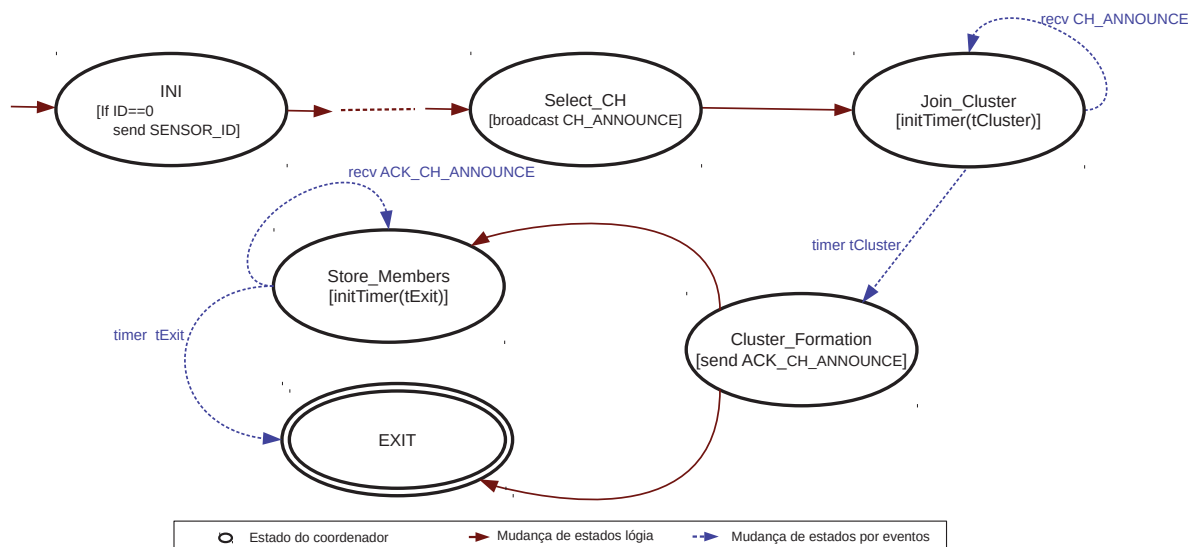 recv CH_ANNOUNCE
INI
[If ID==0
send SENSOR_ID]
Select_CH
[broadcast CH_ANNOUNCE]
Join_Cluster
[initTimer(tCluster)]
recv ACK_CH_ANNOUNCE
timer tCluster
Store_Members
[initTimer(tExit)]
timer tExit
Cluster_Formation
[send ACK_CH_ANNOUNCE]
EXIT
Estado do coordenador
Mudança de estados lógia
Mudança de estados por eventos